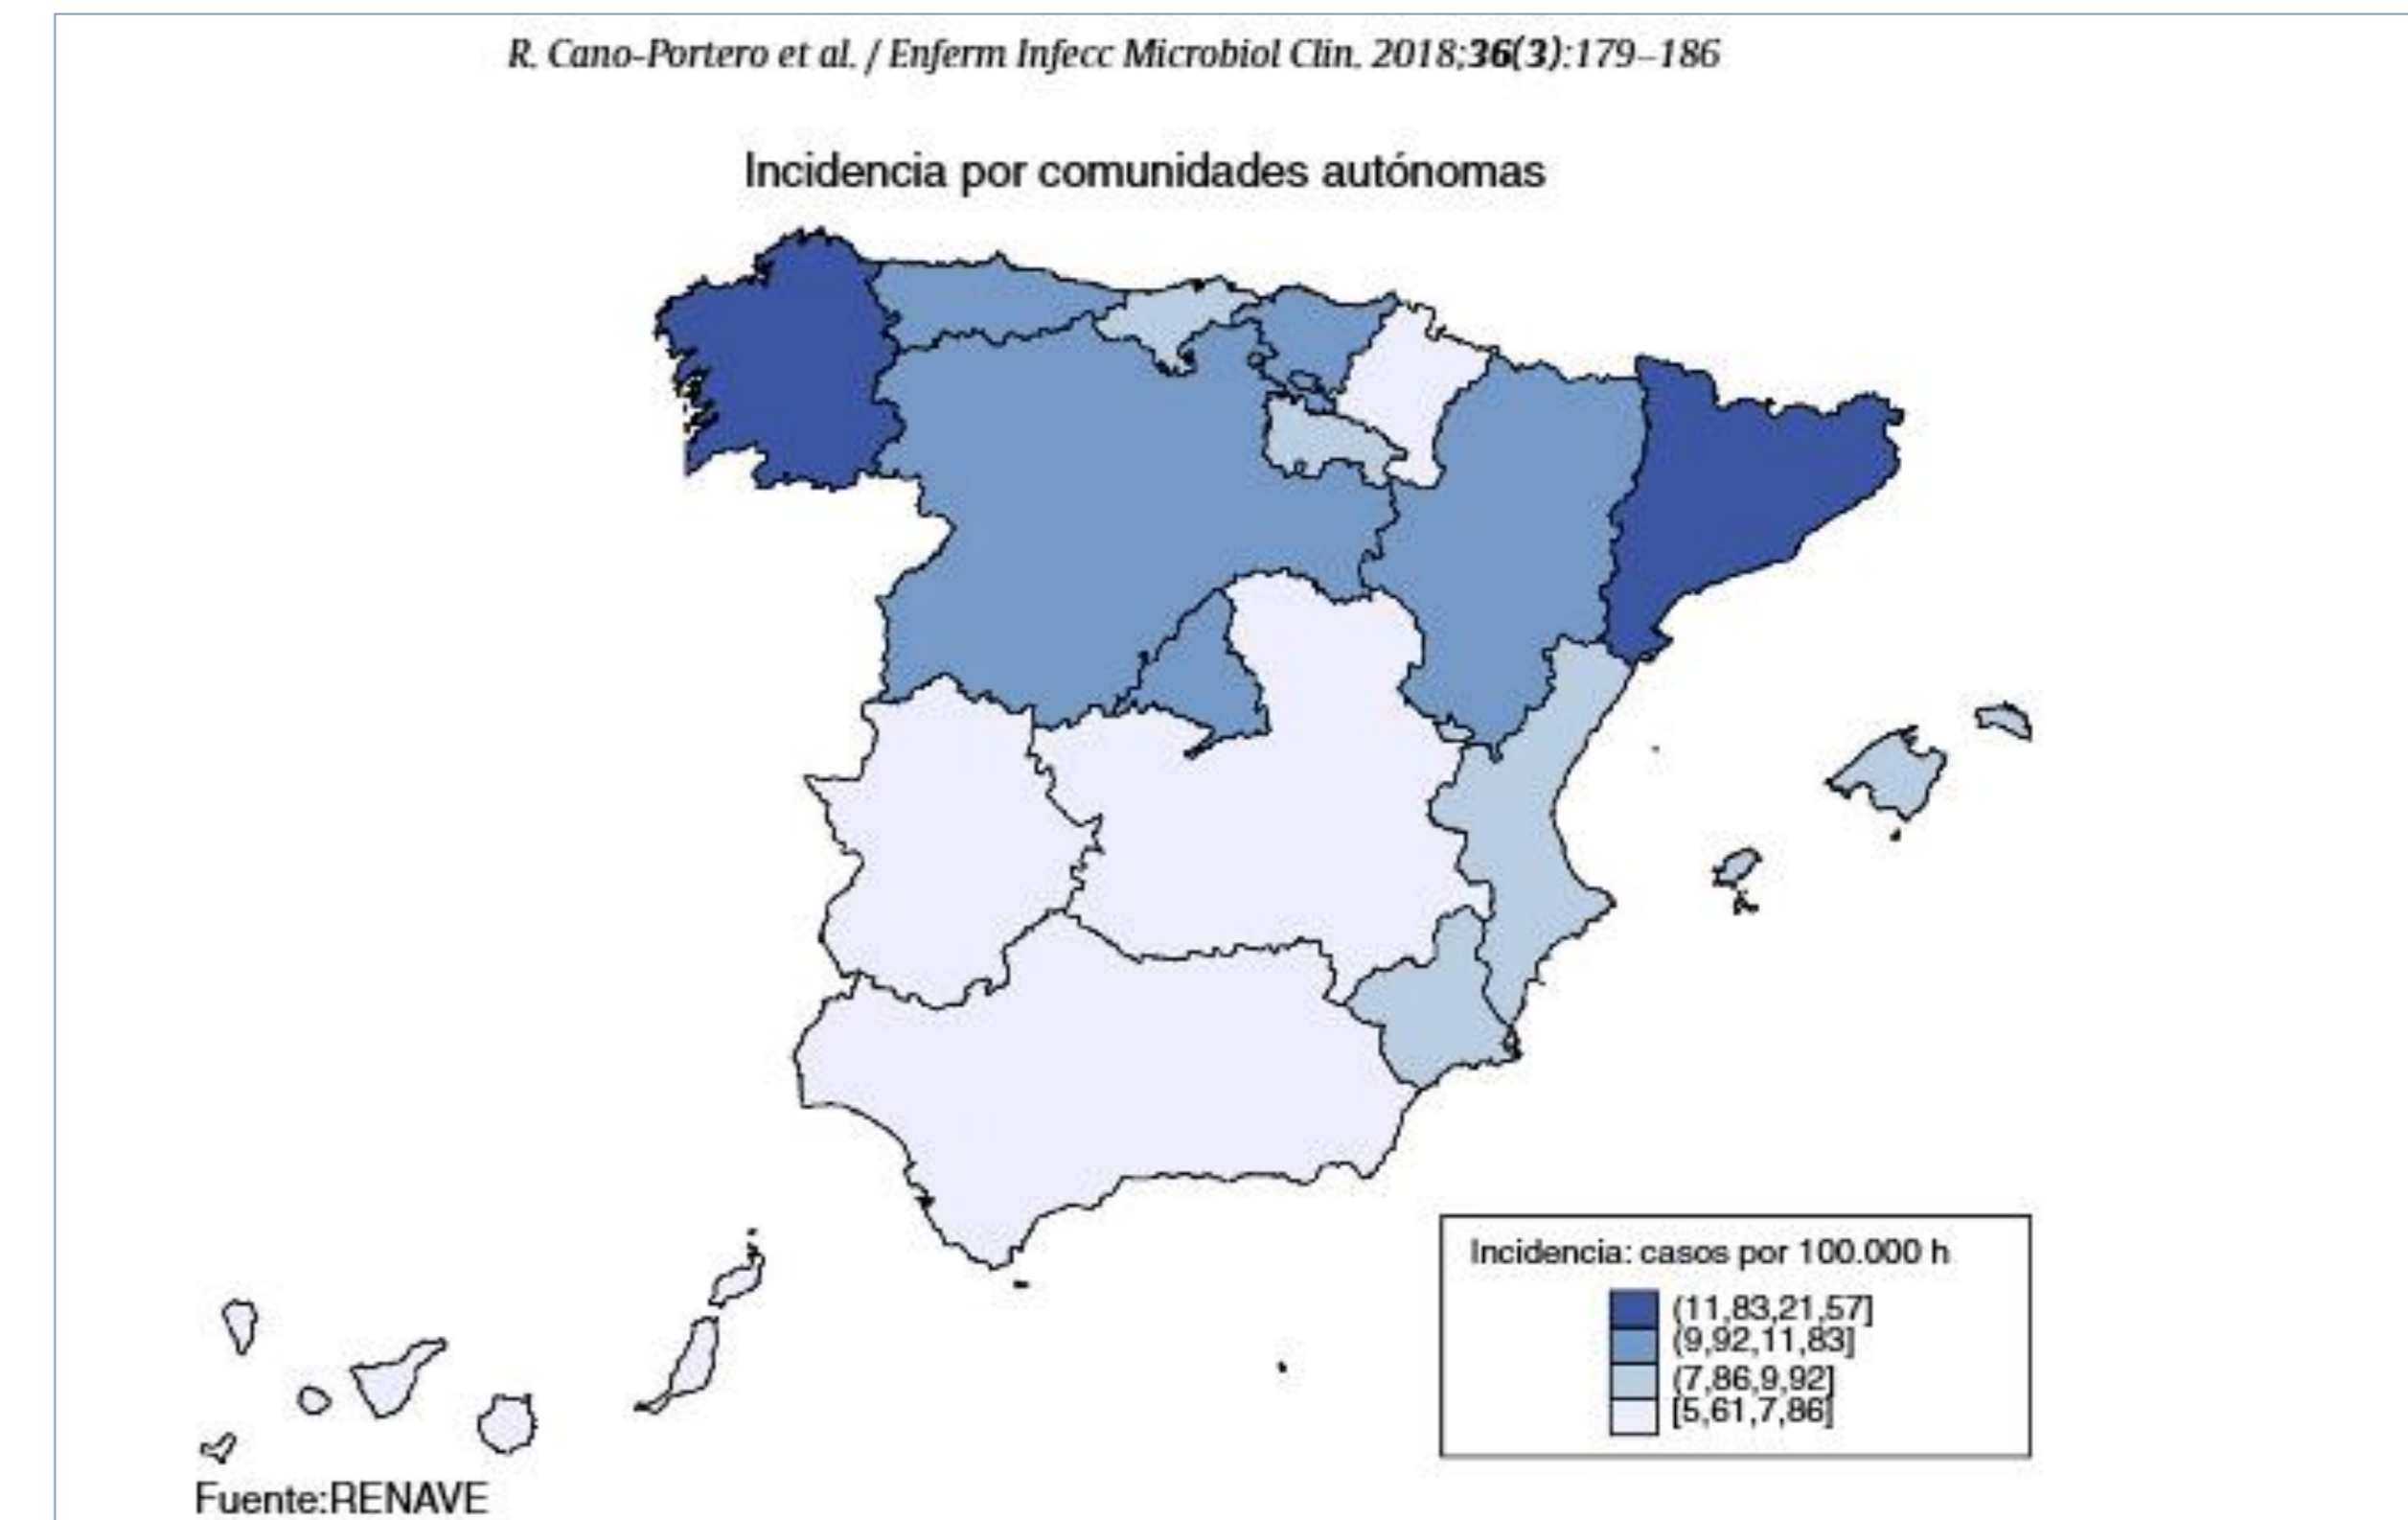 R. Cano-Portero et al. / Enferm Infecc Microbiol Clin. 2018;36(3):179–186
Incidencia por comunidades autónomas
Incidencia: casos por 100.000 h
(11,83,21,57]
(9,92,11,83]
(7,86,9,92]
[5,61,7,86]
Fuente:RENAVE